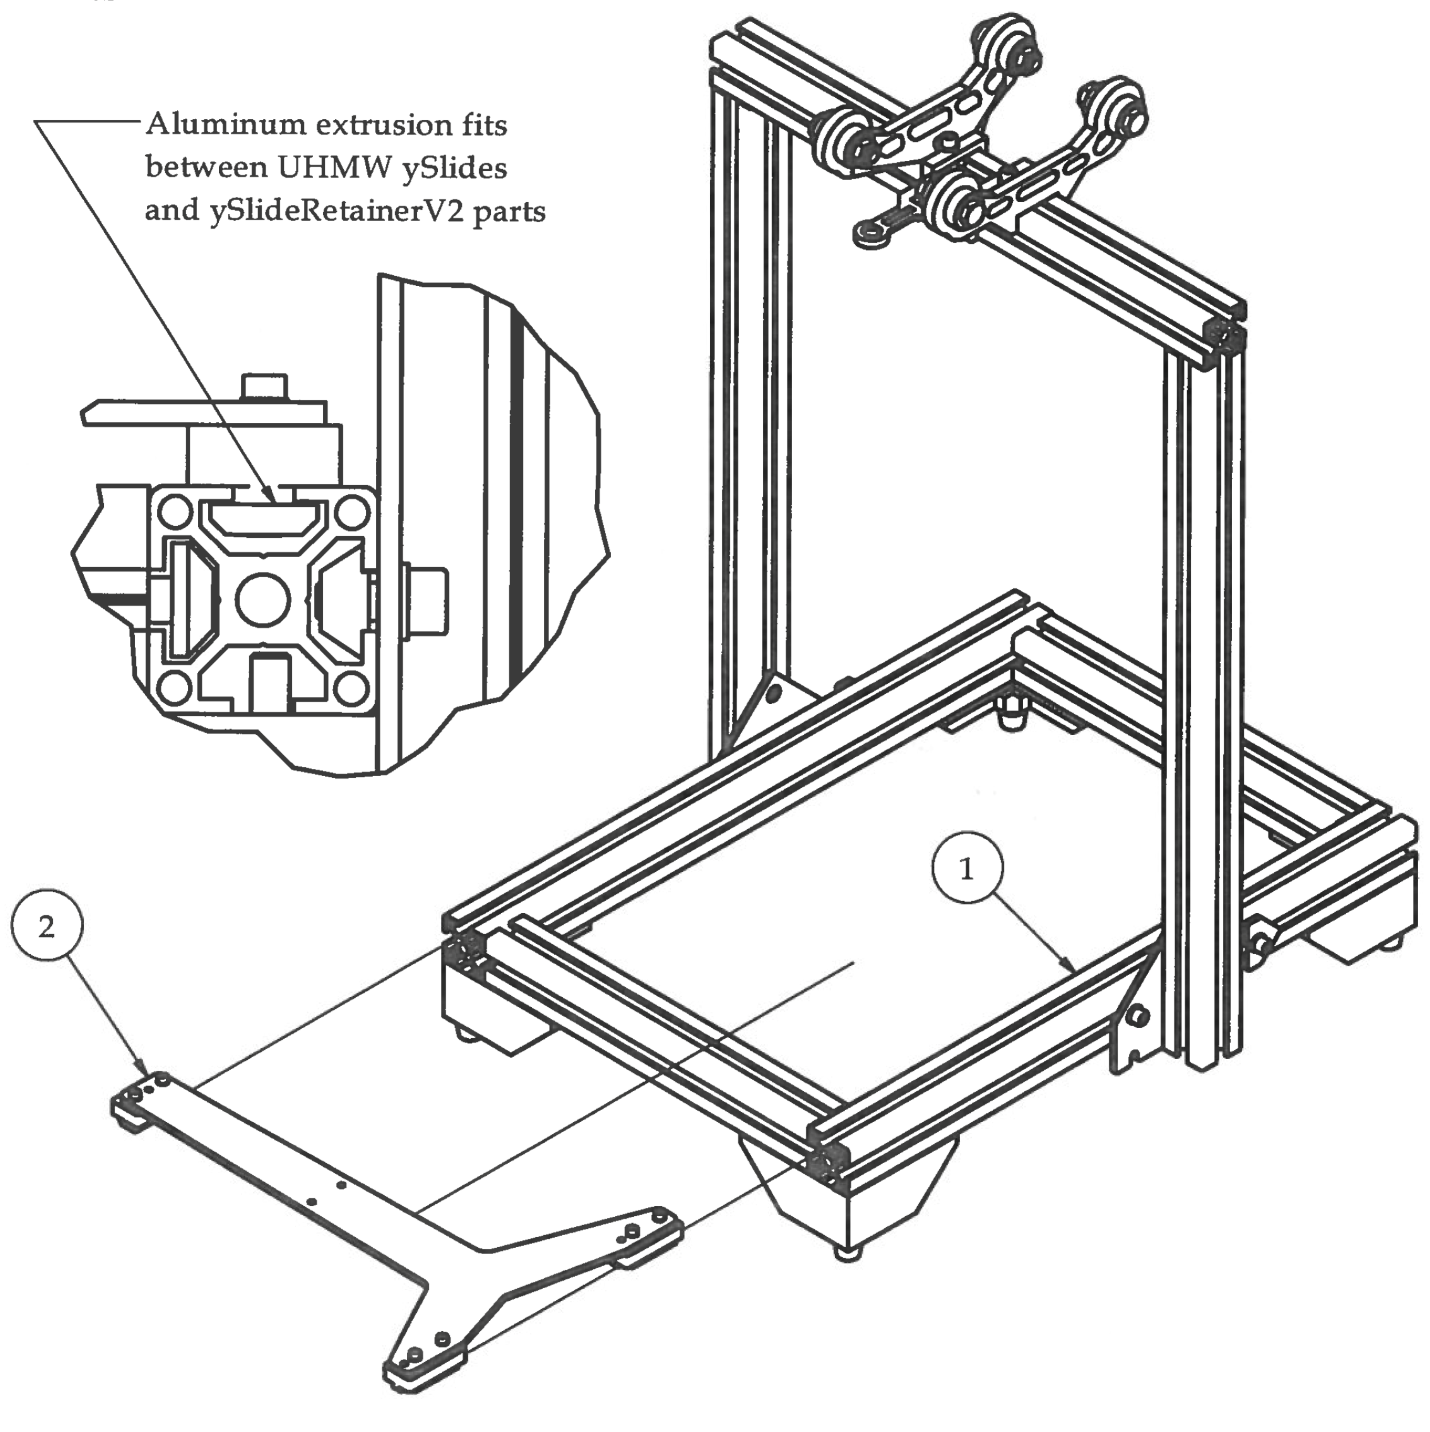 Aluminum extrusion fits
between UHMW ySlides
and ySlideRetainerV2 parts
1
2